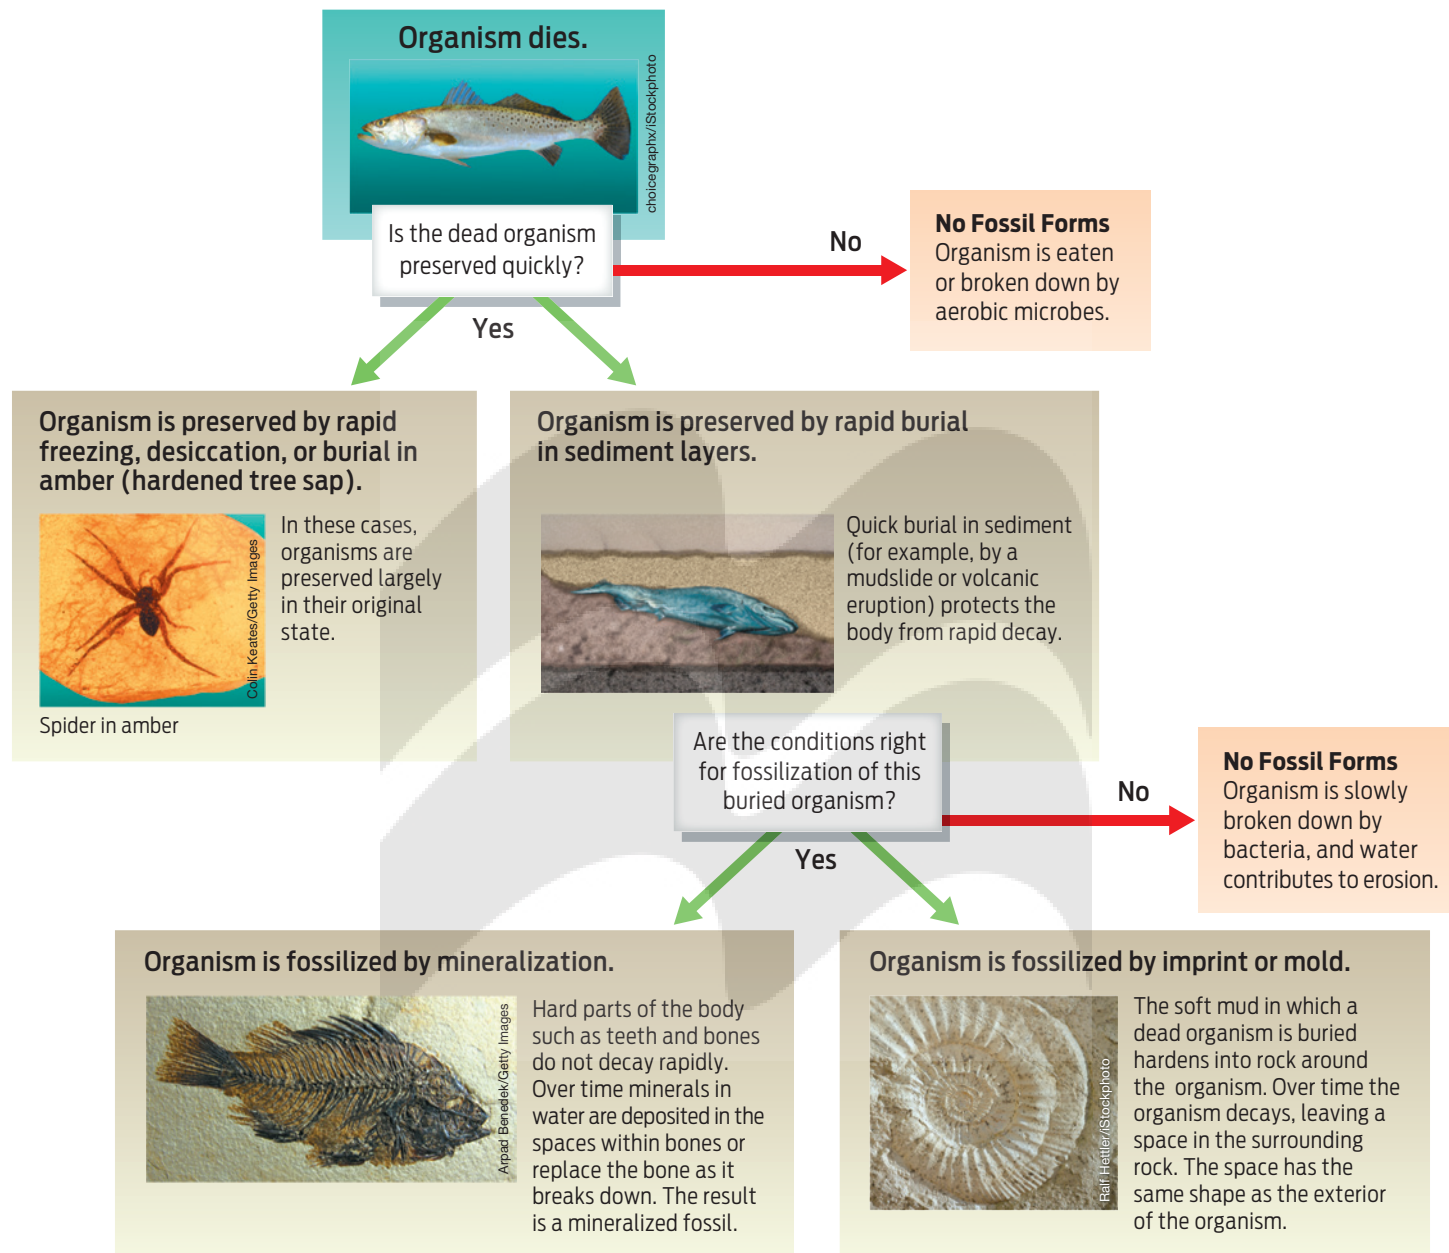 Organism dies.
choicegraphx/iStockphoto
Is the dead organism
preserved quickly?
No
No Fossil Forms
Organism is eaten
or broken down by
aerobic microbes.
Yes
Organism is preserved by rapid
freezing, desiccation, or burial in
amber (hardened tree sap).
Colin Keates/Getty Images
In these cases,
organisms are
preserved largely
in their original
state.
Spider in amber
Organism is preserved by rapid burial
in sediment layers.
Quick burial in sediment
(for example, by a
mudslide or volcanic
eruption) protects the
body from rapid decay.
Are the conditions right
for fossilization of this
buried organism?
No
No Fossil Forms
Organism is slowly
broken down by
bacteria, and water
contributes to erosion.
Yes
Organism is fossilized by mineralization.
Arpad Benedek/Getty Images
Hard parts of the body
such as teeth and bones
do not decay rapidly.
Over time minerals in
water are deposited in the
spaces within bones or
replace the bone as it
breaks down. The result
is a mineralized fossil.
Organism is fossilized by imprint or mold.
Ralf Hettler/iStockphoto
The soft mud in which a
dead organism is buried
hardens into rock around
the organism. Over time the
organism decays, leaving a
space in the surrounding
rock. The space has the
same shape as the exterior
of the organism.